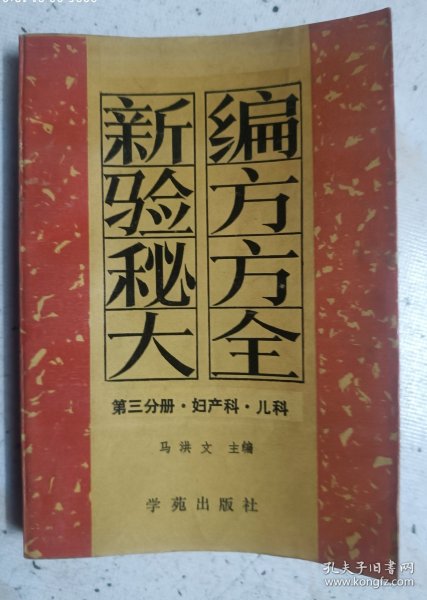 新编
验方
秘方
大全
第三分册·妇产科·儿科
马洪文 主编
学苑出版社
孔夫子旧书网
www.kongfz.com